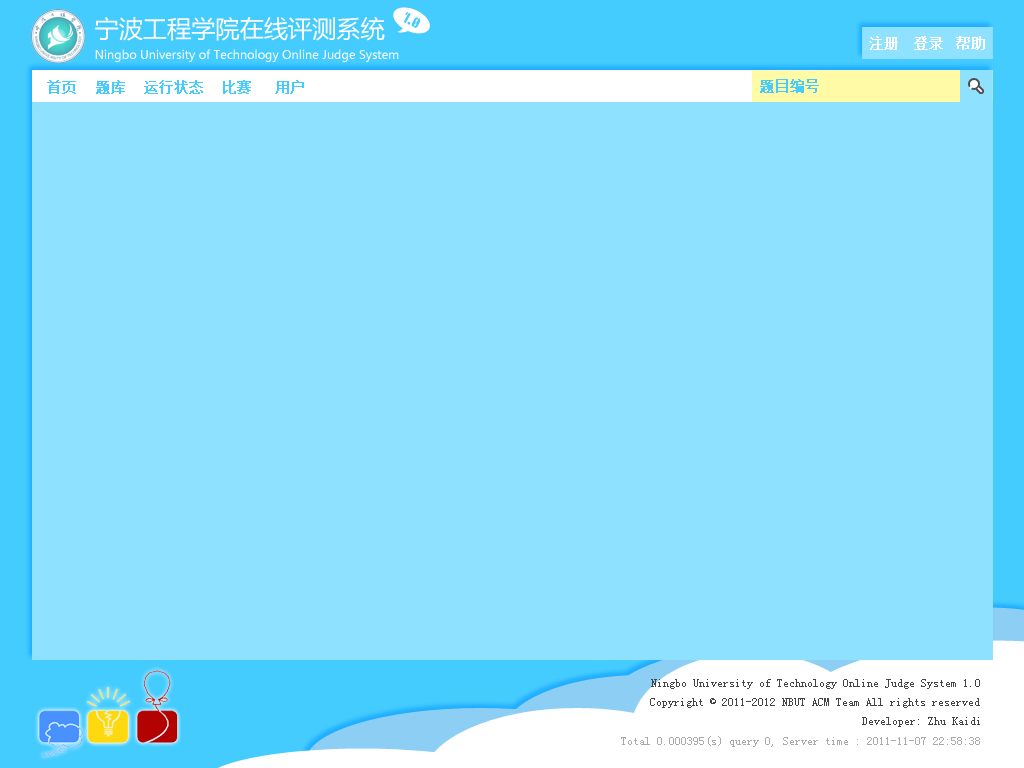 宁波工程学院在线评测系统 1.0
Ningbo University of Technology Online Judge System
注册 登录 帮助
首页 题库 运行状态 比赛 用户 题目编号
Ningbo University of Technology Online Judge System 1.0
Copyright © 2011-2012 NBUT ACM Team All rights reserved
Developer: Zhu Kaidi
Total 0.000395(s) query 0, Server time : 2011-11-07 22:58:38